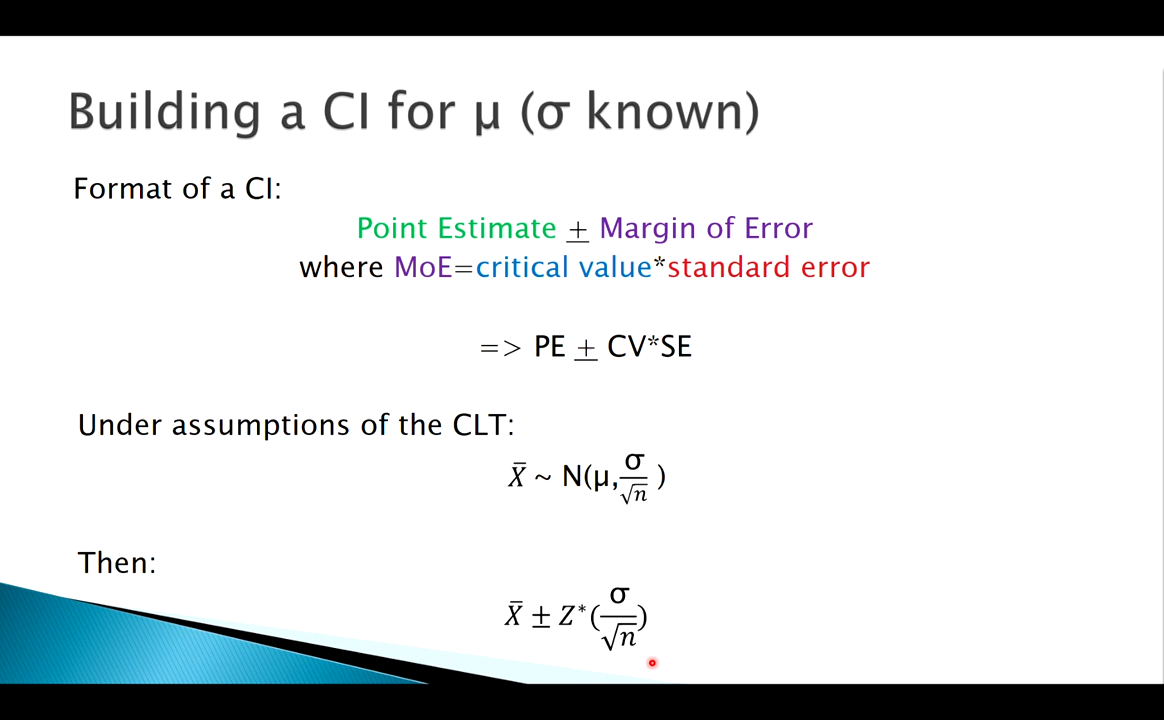 Building a CI for μ (σ known)
Format of a CI:
Point Estimate ± Margin of Error
where MoE=critical value*standard error
=> PE ± CV*SE
Under assumptions of the CLT:
X̄ ~ N(μ, σ/√n )
Then:
X̄ ± Z*(σ/√n)